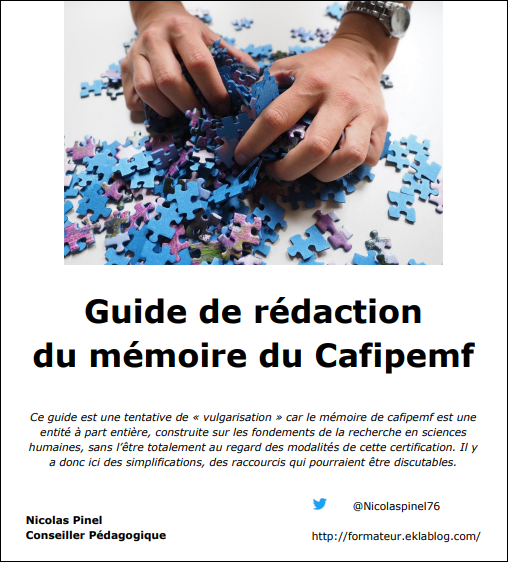 Guide de rédaction
du mémoire du Cafipemf
Ce guide est une tentative de « vulgarisation » car le mémoire de cafipemf est une
entité à part entière, construite sur les fondements de la recherche en sciences
humaines, sans l’être totalement au regard des modalités de cette certification. Il y
a donc ici des simplifications, des raccourcis qui pourraient être discutables.
@Nicolaspinel76
Nicolas Pinel
Conseiller Pédagogique
http://formateur.eklablog.com/